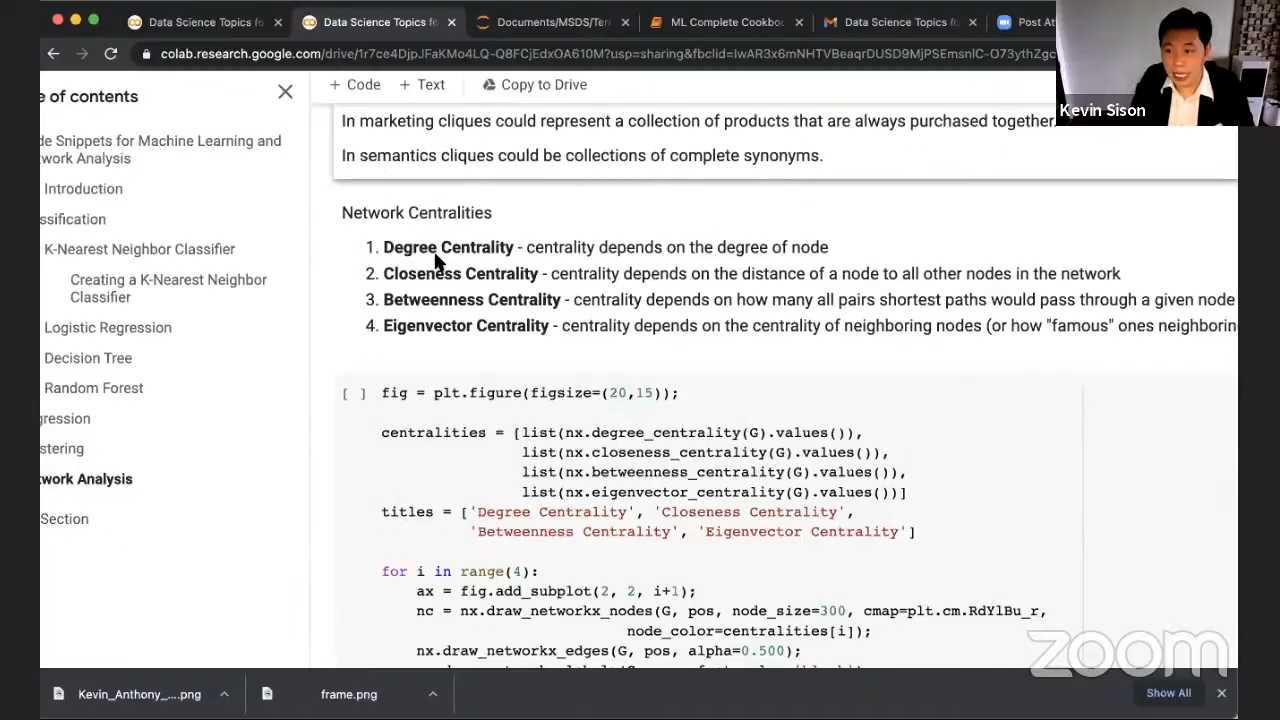 Data Science Topics fo
Data Science Topics fo
Documents/MSDS/Ter
ML Complete Cookbo
Data Science Topics fo
Post At
colab.research.google.com/drive/1r7ce4DjpJFaKMo4LQ-Q8FCjEdxOA610M?usp=sharing&fbclid=IwAR3x6mNHTVBeaqrDUSD9MjPSEmsnlC-O73ythZgc
Kevin Sison
e of contents
+ Code + Text Copy to Drive
de Snippets for Machine Learning and
work Analysis
Introduction
ssification
K-Nearest Neighbor Classifier
Creating a K-Nearest Neighbor
Classifier
Logistic Regression
Decision Tree
Random Forest
gression
stering
twork Analysis
Section
In marketing cliques could represent a collection of products that are always purchased together.
In semantics cliques could be collections of complete synonyms.
Network Centralities
1. Degree Centrality - centrality depends on the degree of node
2. Closeness Centrality - centrality depends on the distance of a node to all other nodes in the network
3. Betweenness Centrality - centrality depends on how many all pairs shortest paths would pass through a given node
4. Eigenvector Centrality - centrality depends on the centrality of neighboring nodes (or how "famous" ones neighborin
[ ] fig = plt.figure(figsize=(20,15));
centralities = [list(nx.degree_centrality(G).values()),
list(nx.closeness_centrality(G).values()),
list(nx.betweenness_centrality(G).values()),
list(nx.eigenvector_centrality(G).values())]
titles = ['Degree Centrality', 'Closeness Centrality',
'Betweenness Centrality', 'Eigenvector Centrality']
for i in range(4):
ax = fig.add_subplot(2, 2, i+1);
nc = nx.draw_networkx_nodes(G, pos, node_size=300, cmap=plt.cm.RdYlBu_r,
node_color=centralities[i]);
nx.draw_networkx_edges(G, pos, alpha=0.500);
zoom
Kevin_Anthony_....png
frame.png
Show All